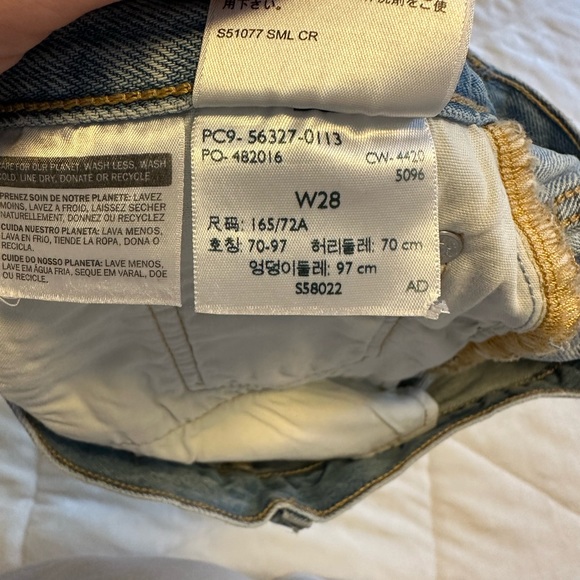 用下さい。
S51077 SML CR
CARE FOR OUR PLANET: WASH LESS, WASH
COLD, LINE DRY, DONATE OR RECYCLE
PRENEZ SOIN DE NOTRE PLANETE: LAVEZ
MOINS, LAVEZ A FROID, LAISSEZ SECHER
NATURELLEMENT, DONNEZ OU RECYCLEZ
CUIDA NUESTRO PLANETA: LAVA MENOS,
LAVA EN FRIO, TIENDE LA ROPA, DONA O
RECICLA.
CUIDE DO NOSSO PLANETA: LAVE MENOS,
LAVE EM ÁGUA FRIA, SEQUE EM VARAL, DOE
OU RECICLE.
PC9- 56327-0113
PO- 482016 CW- 4420
5096
W28
尺码: 165/72A
호칭: 70-97 허리둘레: 70 cm
엉덩이둘레: 97 cm
S58022 AD